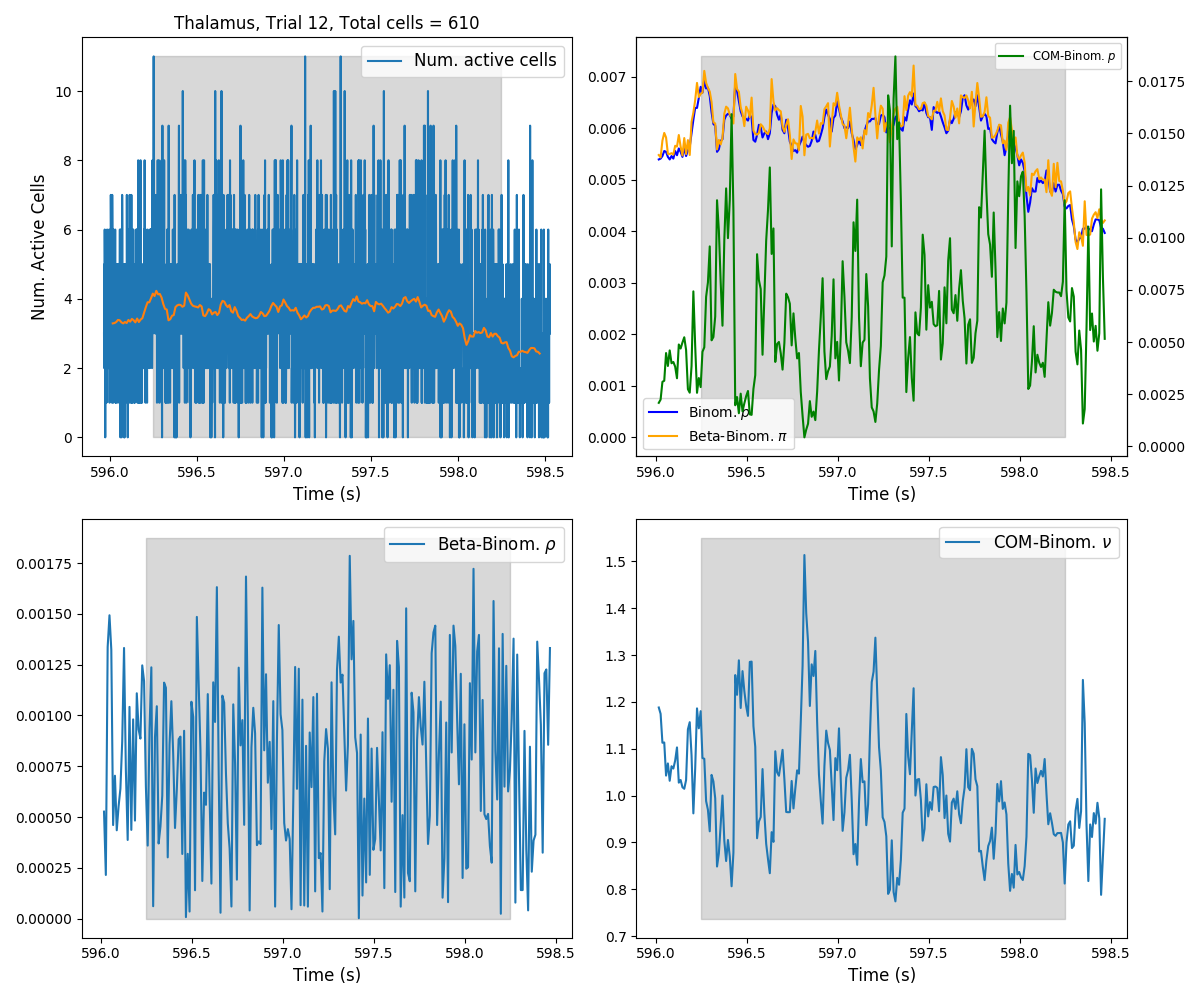 Thalamus, Trial 12, Total cells = 610
Num. active cells
Num. Active Cells
10
8
6
4
2
0
596.0 596.5 597.0 597.5 598.0 598.5
Time (s)
COM-Binom. p
0.007
0.006
0.005
0.004
0.003
0.002
0.001
0.000
0.0175
0.0150
0.0125
0.0100
0.0075
0.0050
0.0025
0.0000
Binom. p
Beta-Binom. π
596.0 596.5 597.0 597.5 598.0 598.5
Time (s)
Beta-Binom. ρ
0.00175
0.00150
0.00125
0.00100
0.00075
0.00050
0.00025
0.00000
596.0 596.5 597.0 597.5 598.0 598.5
Time (s)
COM-Binom. ν
1.5
1.4
1.3
1.2
1.1
1.0
0.9
0.8
0.7
596.0 596.5 597.0 597.5 598.0 598.5
Time (s)